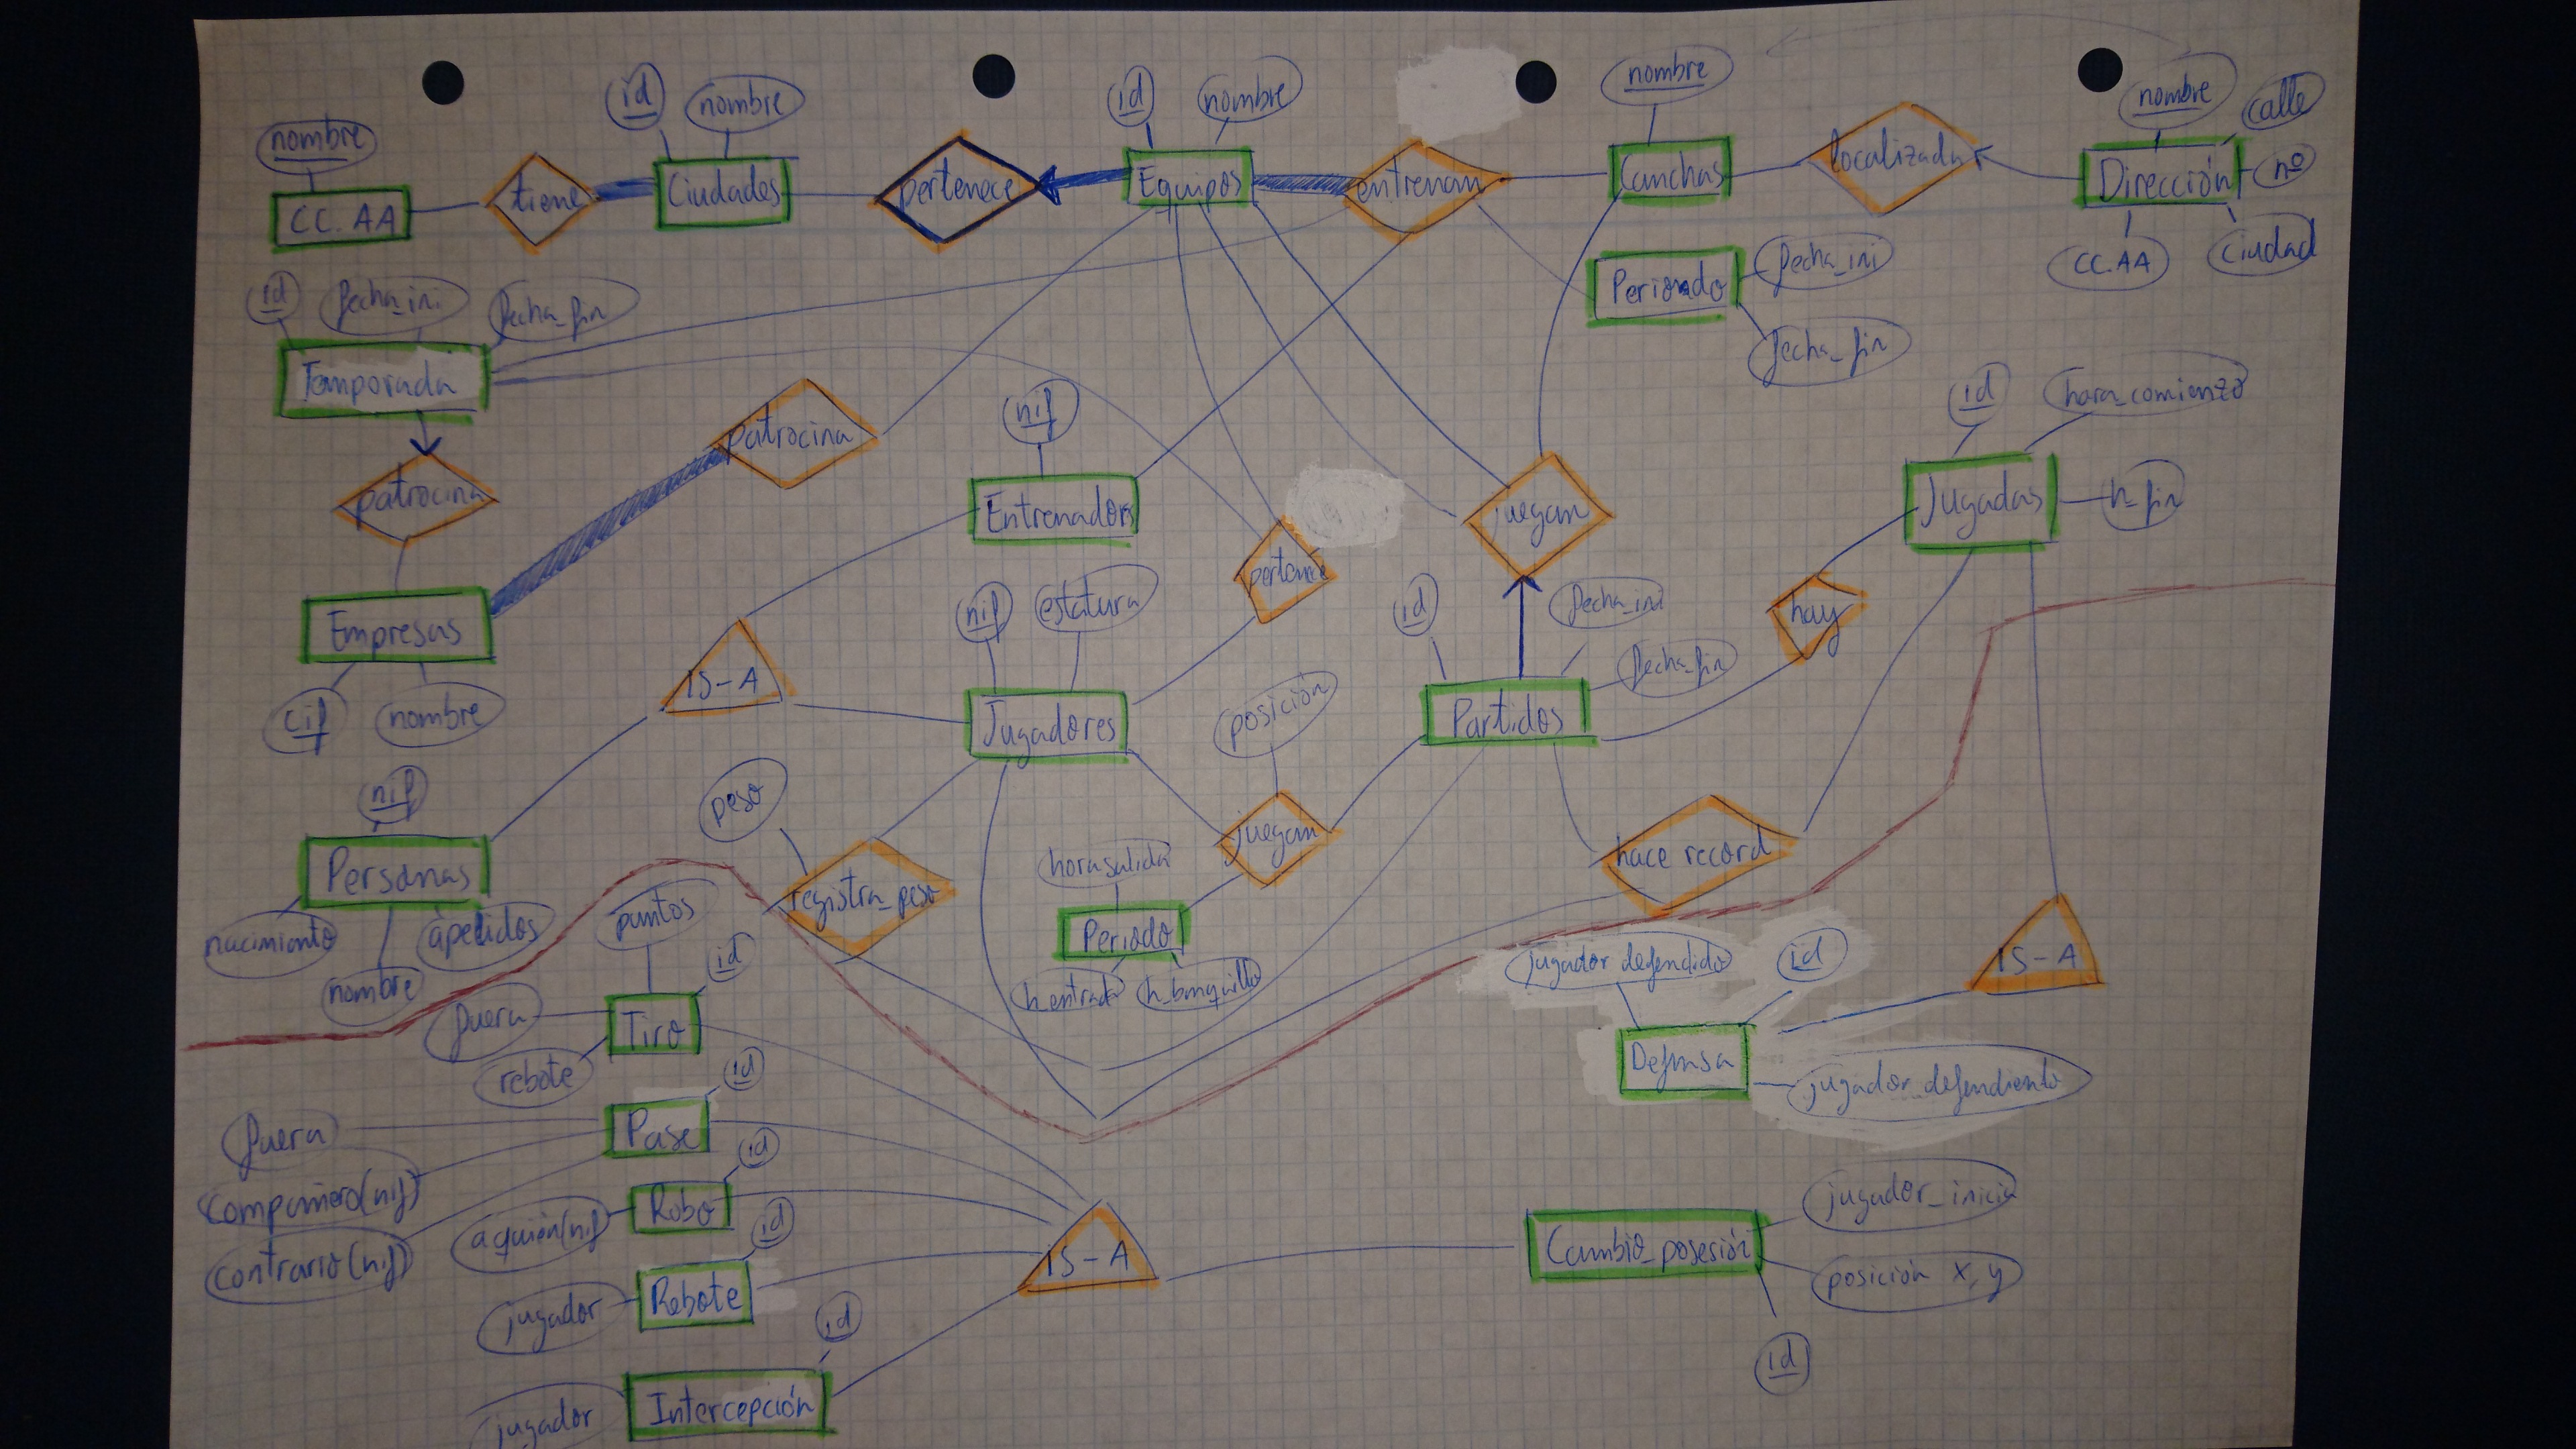 nombre
CC.AA
tiene
id
nombre
Ciudades
pertenece
id
nombre
Equipos
entrenan
nombre
Canchas
localizada
nombre
calle
nº
Dirección
CC.AA
ciudad
Periodo
fecha_ini
fecha_fin
id
fecha_ini
fecha_fin
Temporada
patrocina
patrocina
Empresas
cif
nombre
nif
Entrenadores
pertenece
juegan
id
hora_comienzo
Jugadas
h_fin
hay
IS-A
nif
estatura
Jugadores
posición
id
fecha_ini
fecha_fin
Partidos
nif
Personas
nacimiento
nombre
apellidos
peso
registra_peso
juegan
hora salida
Periodo
h_entrada
h_banquillo
hace record
IS-A
puntos
id
fuera
Tiro
rebote
jugador defendido
id
Defensa
jugador defendiendo
id
fuera
Pase
compañero(nif)
contrario(nif)
id
a quién(nif
Robo
id
jugador
Rebote
IS-A
id
jugador
Intercepción
Cambio_posesión
jugador_inicia
posición x, y
id